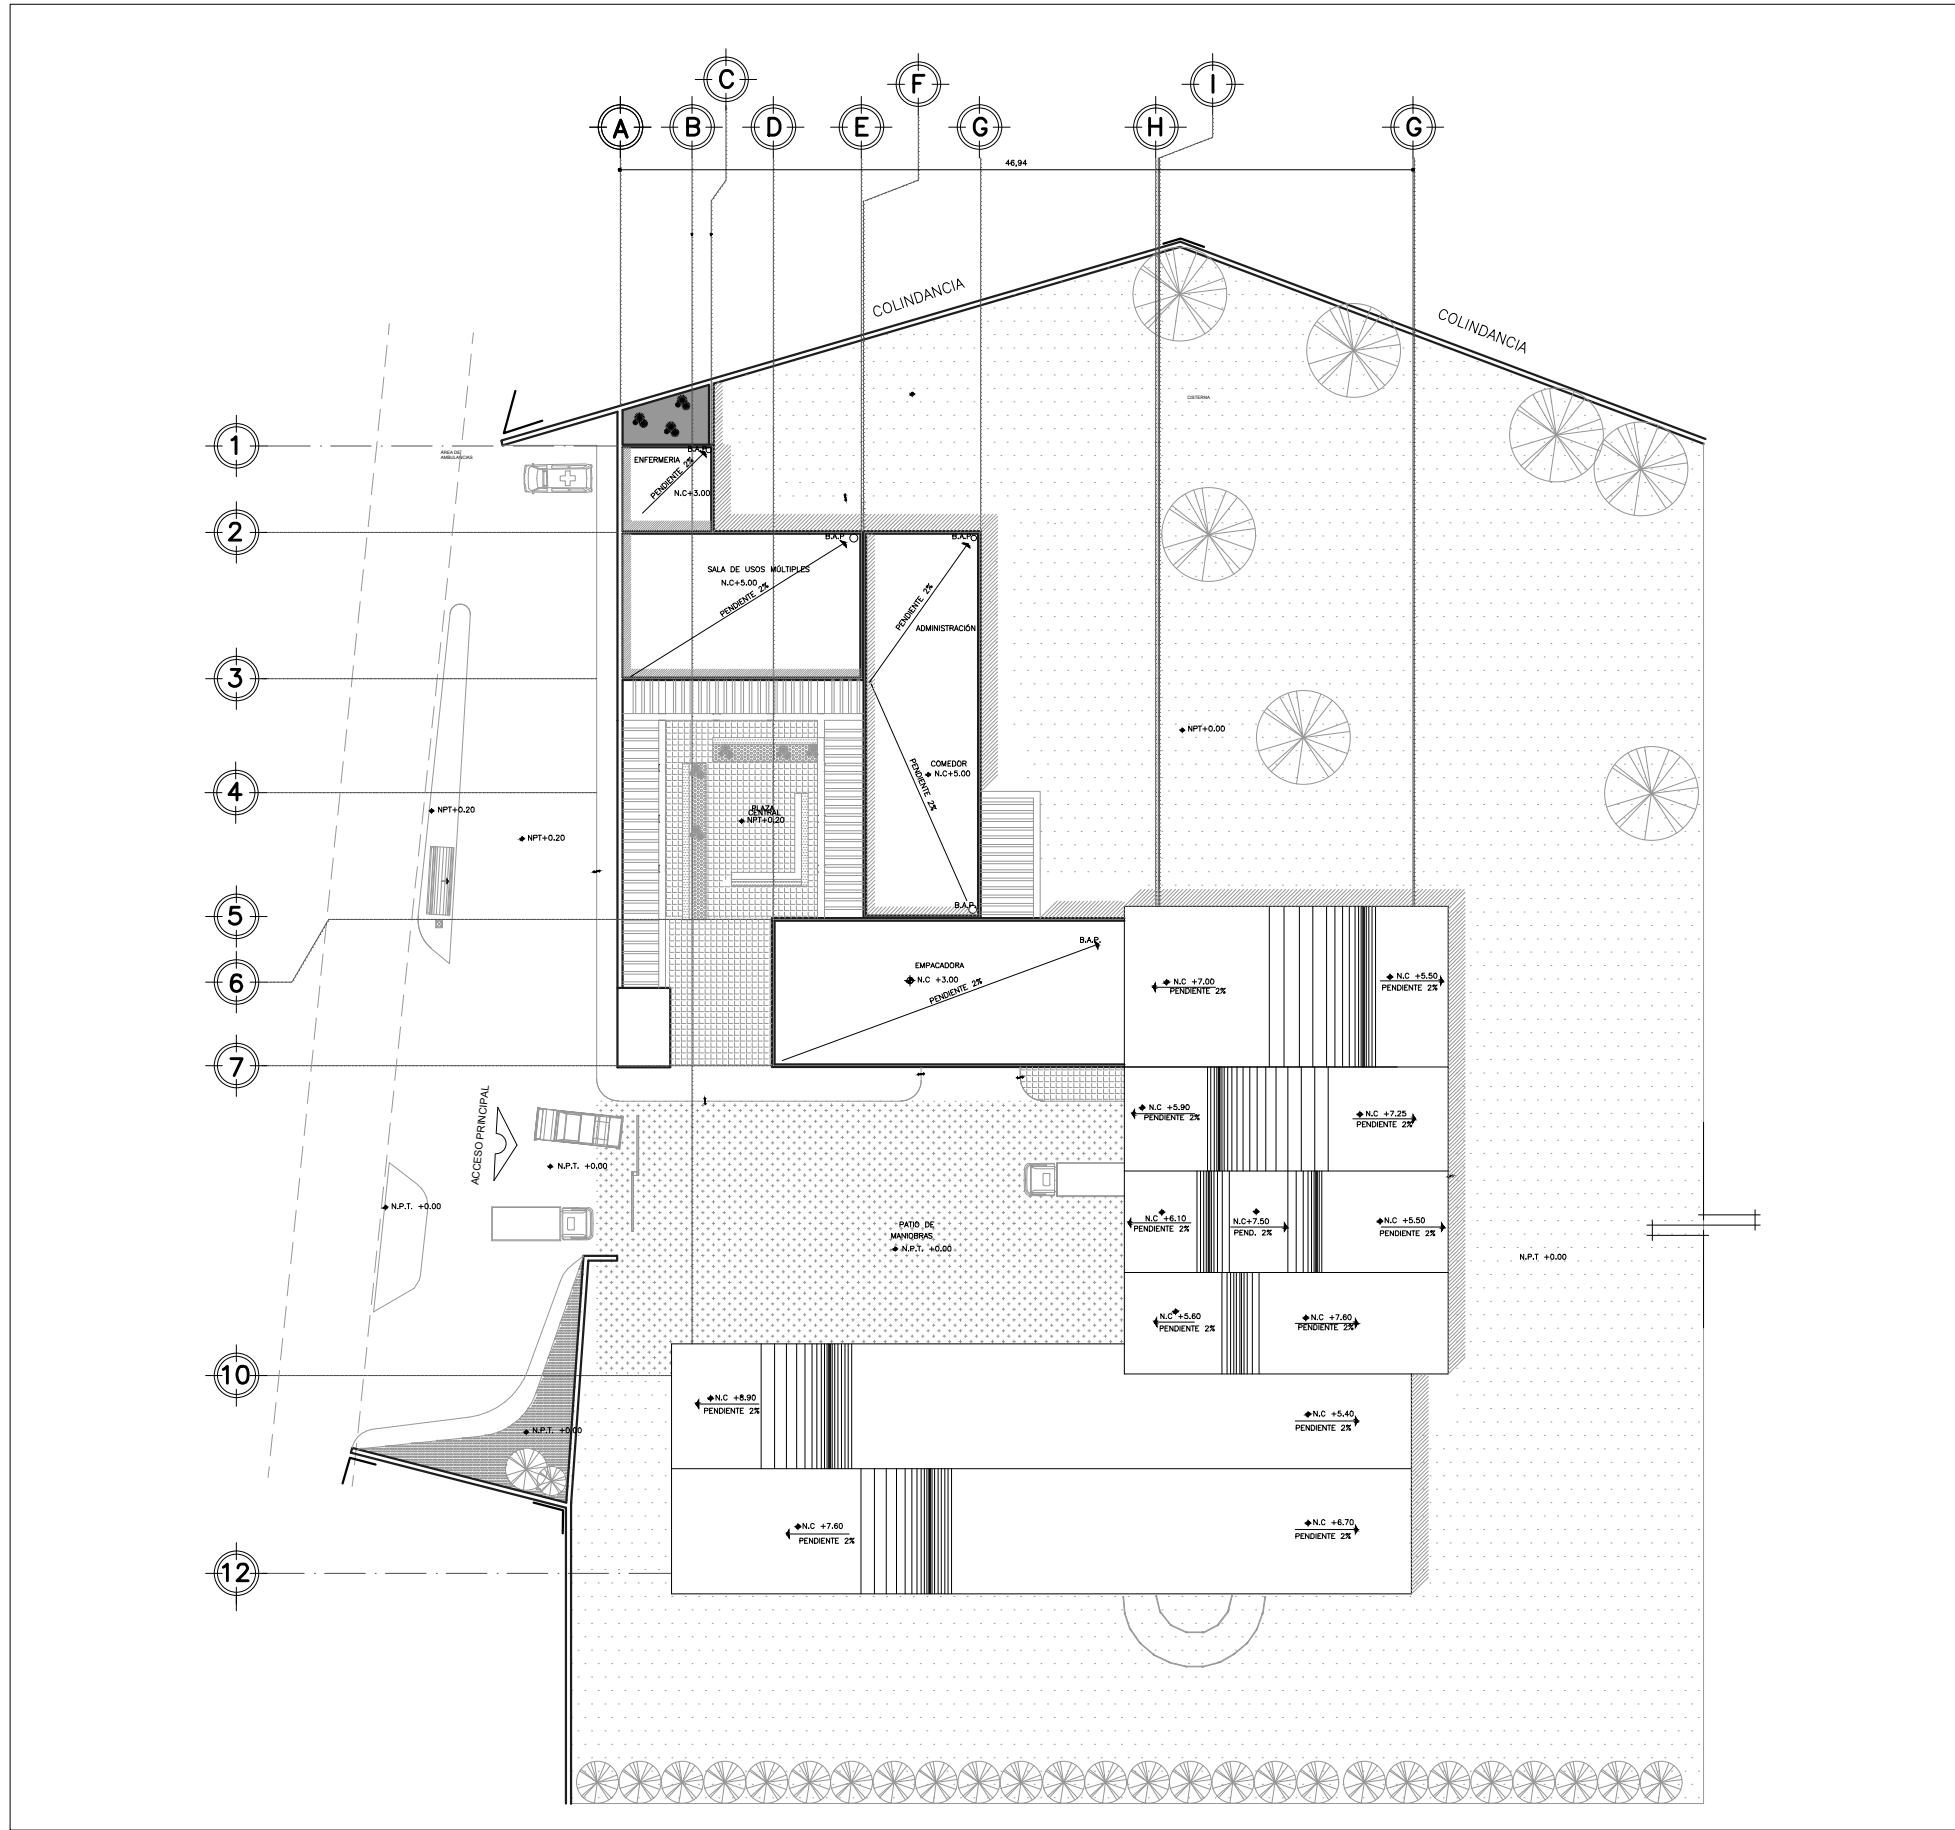 C
F
I
A
B
D
E
G
H
G
46,94
COLINDANCIA
COLINDANCIA
CISTERNA
1
ÁREA DE
AMBULANCIAS
B.A.P.
ENFERMERIA
PENDIENTE 2%
N.C+3.00
2
B.A.P
B.A.P.
SALA DE USOS MÚLTIPLES
N.C+5.00
PENDIENTE 2%
PENDIENTE 2%
ADMINISTRACIÓN
3
NPT+0.00
COMEDOR
N.C+5.00
PENDIENTE 2%
4
NPT+0.20
PLAZA
CENTRAL
NPT+0.20
NPT+0.20
B.A.P.
5
B.A.P.
EMPACADORA
N.C +3.00
PENDIENTE 2%
N.C +7.00
PENDIENTE 2%
N.C +5.50
PENDIENTE 2%
6
7
ACCESO PRINCIPAL
N.C +5.90
PENDIENTE 2%
N.C +7.25
PENDIENTE 2%
N.P.T. +0.00
N.P.T. +0.00
PATIO DE
MANIOBRAS
N.P.T. +0.00
N.C +6.10
PENDIENTE 2%
N.C+7.50
PEND. 2%
N.C +5.50
PENDIENTE 2%
N.P.T +0.00
N.C +5.60
PENDIENTE 2%
N.C +7.60
PENDIENTE 2%
10
N.C +8.90
PENDIENTE 2%
N.C +5.40
PENDIENTE 2%
N.P.T. +0.00
N.C +7.60
PENDIENTE 2%
N.C +6.70
PENDIENTE 2%
12